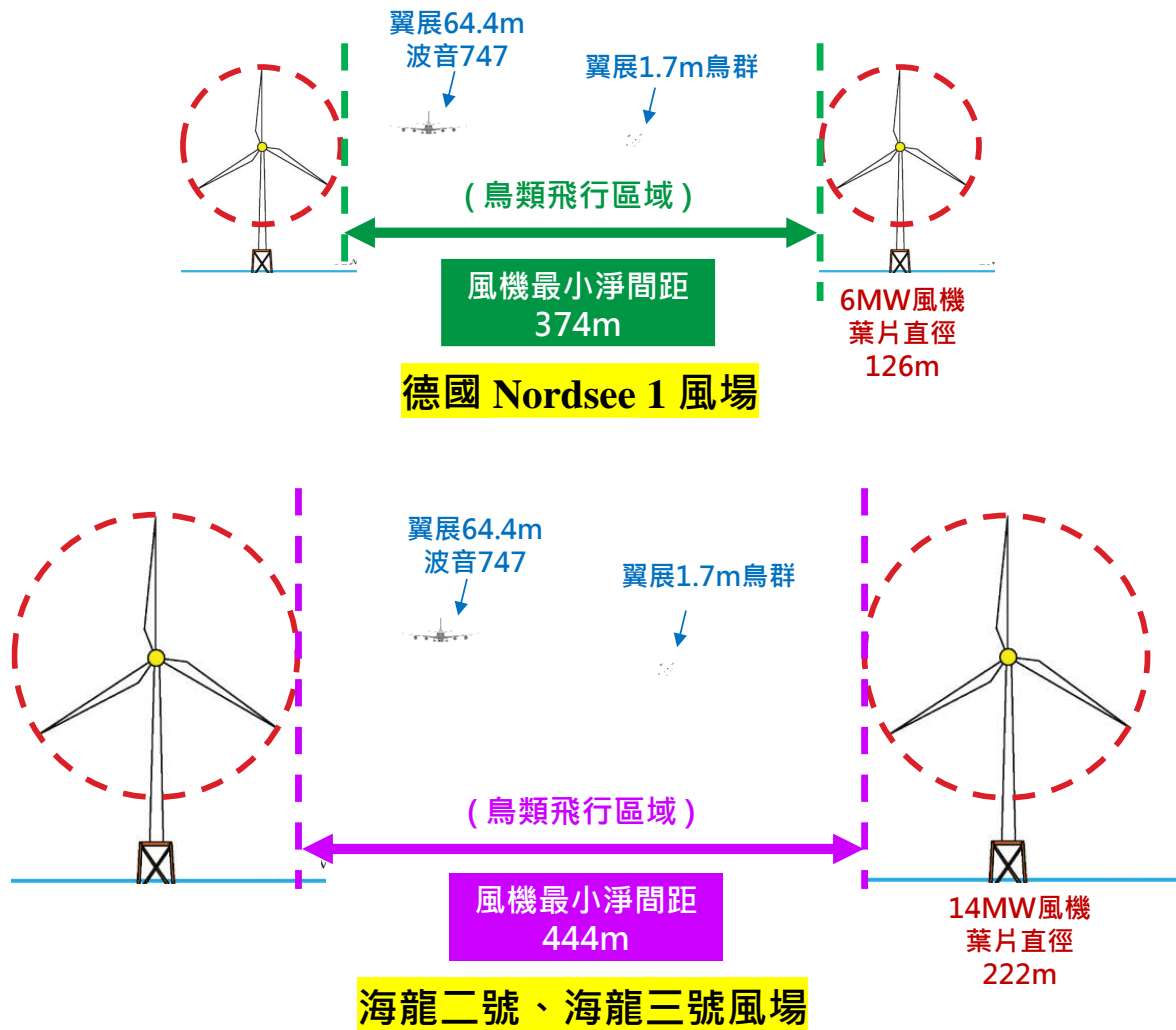 翼展64.4m
波音747
翼展1.7m鳥群
(鳥類飛行區域)
風機最小淨間距
374m
6MW風機
葉片直徑
126m
德國 Nordsee 1 風場
翼展64.4m
波音747
翼展1.7m鳥群
(鳥類飛行區域)
風機最小淨間距
444m
14MW風機
葉片直徑
222m
海龍二號、海龍三號風場